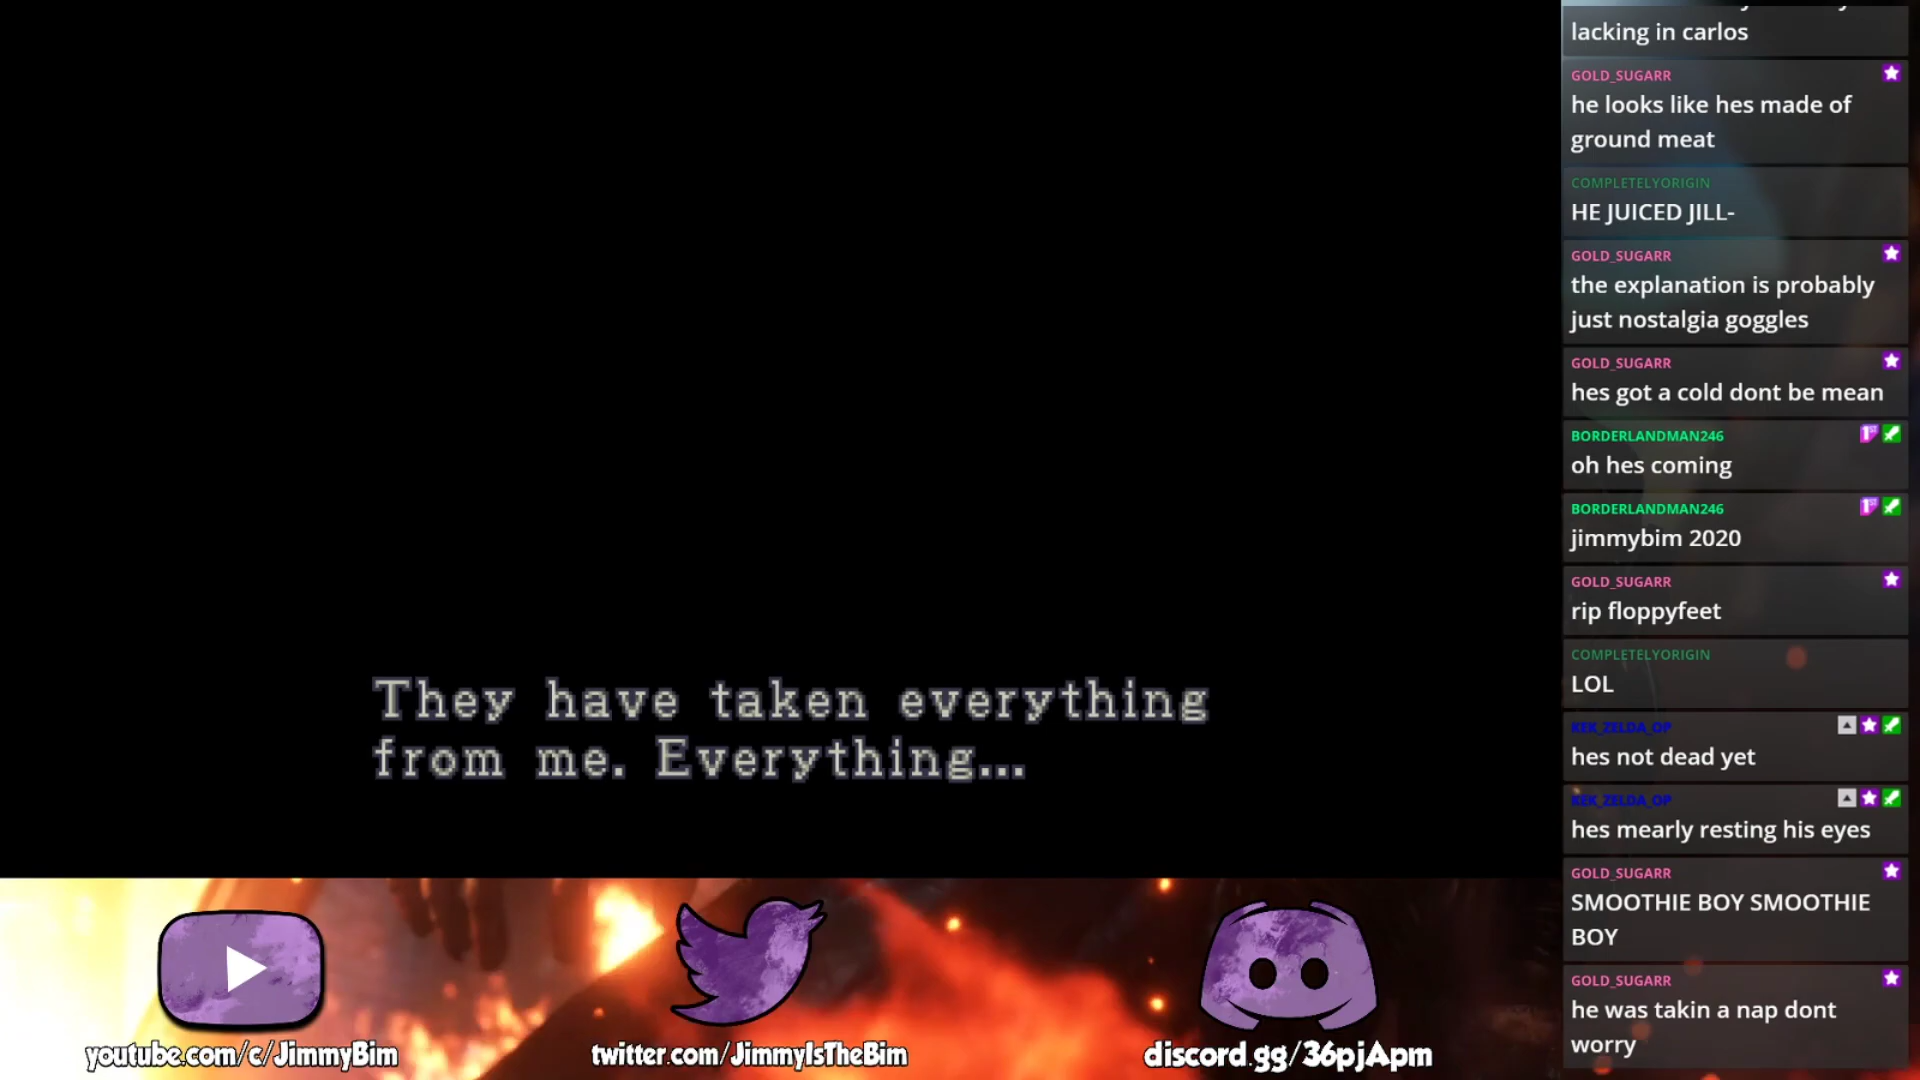 They have taken everything
from me. Everything...
lacking in carlos
GOLD_SUGARR
he looks like hes made of
ground meat
COMPLETELYORIGIN
HE JUICED JILL-
GOLD_SUGARR
the explanation is probably
just nostalgia goggles
GOLD_SUGARR
hes got a cold dont be mean
BORDERLANDMAN246
oh hes coming
BORDERLANDMAN246
jimmybim 2020
GOLD_SUGARR
rip floppyfeet
COMPLETELYORIGIN
LOL
KEK_ZELDA_OP
hes not dead yet
KEK_ZELDA_OP
hes mearly resting his eyes
GOLD_SUGARR
SMOOTHIE BOY SMOOTHIE
BOY
GOLD_SUGARR
he was takin a nap dont
worry
youtube.com/c/JimmyBim
twitter.com/JimmyIsTheBim
discord.gg/36pjApm